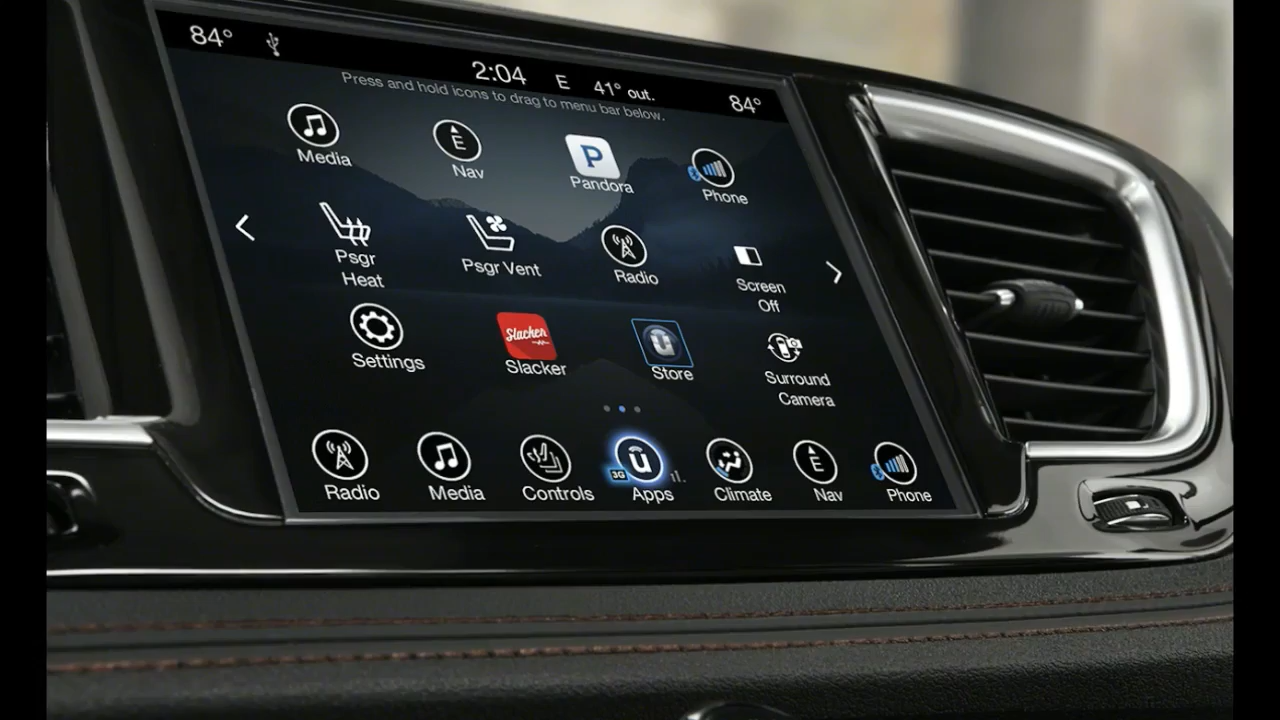 84° 2:04 E 41° out. 84°
Press and hold icons to drag to menu bar below.
Media E Nav P Pandora Phone
Psgr Heat Psgr Vent Radio Screen Off
Settings Slacker Slacker u Store Surround Camera
Radio Media Controls 3G u Apps Climate E Nav Phone